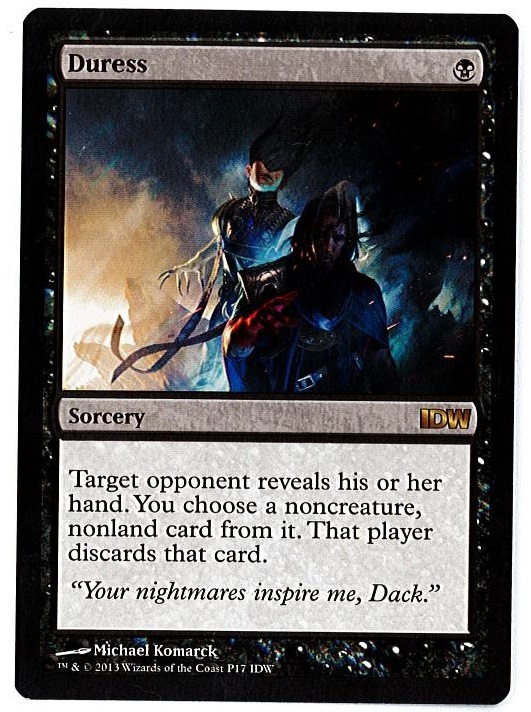 Duress
Sorcery
IDW
Target opponent reveals his or her
hand. You choose a noncreature,
nonland card from it. That player
discards that card.
“Your nightmares inspire me, Dack.”
Michael Komarck
™ & © 2013 Wizards of the Coast P17 IDW